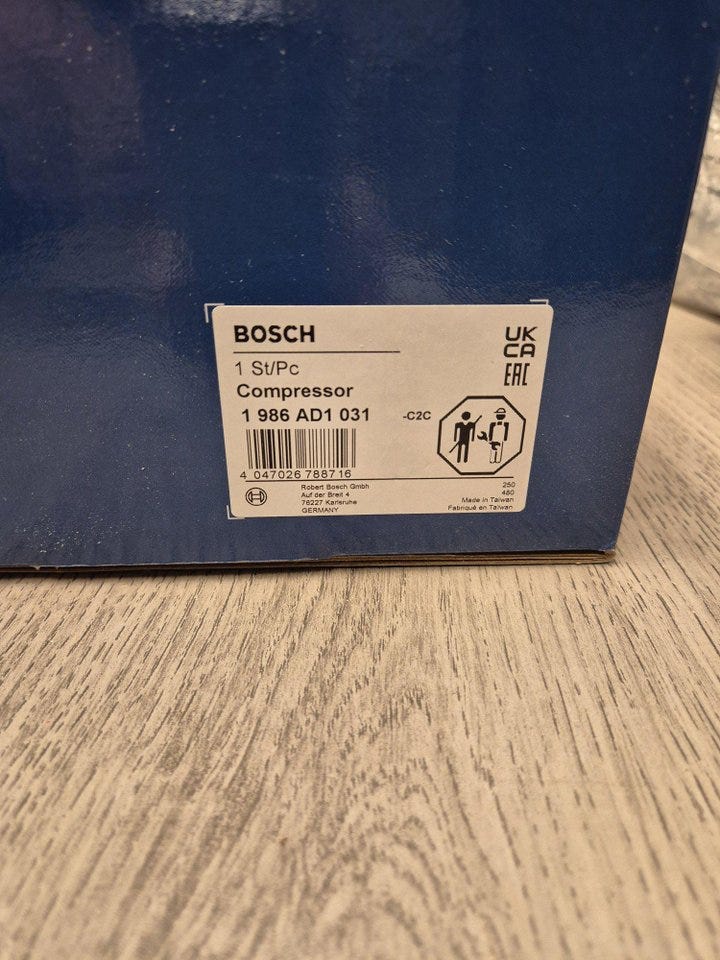 BOSCH
UK
CA
EAC
1 St/Pc
Compressor
1 986 AD1 031
-C2C
4 047026 788716
Robert Bosch Gmbh
Auf der Breit 4
76227 Karlsruhe
GERMANY
250
480
Made in Taiwan
Fabriqué en Taiwan